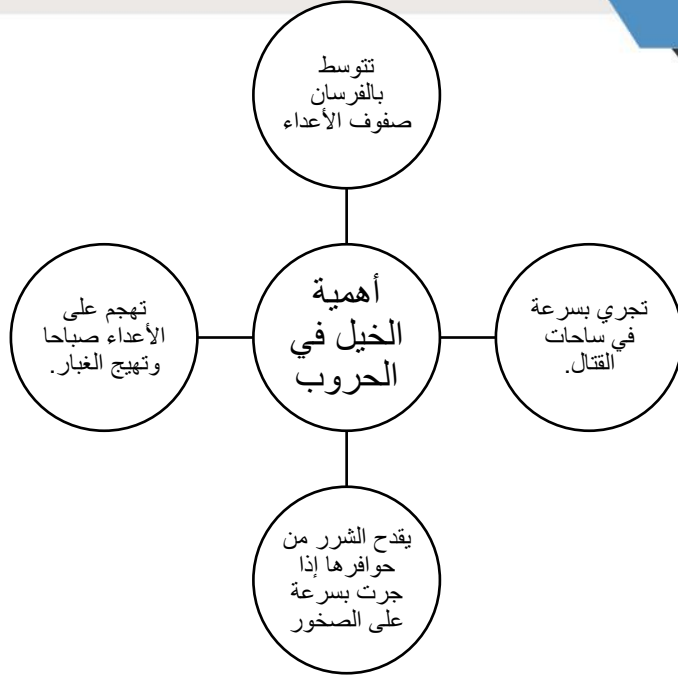 تتوسط
بالفرسان
صفوف الأعداء
أهمية
الخيل في
الحروب
تجري بسرعة
في ساحات
القتال.
يقدح الشرر من
حوافرها إذا
جرت بسرعة
على الصخور
تهجم على
الأعداء صباحا
وتهيج الغبار.